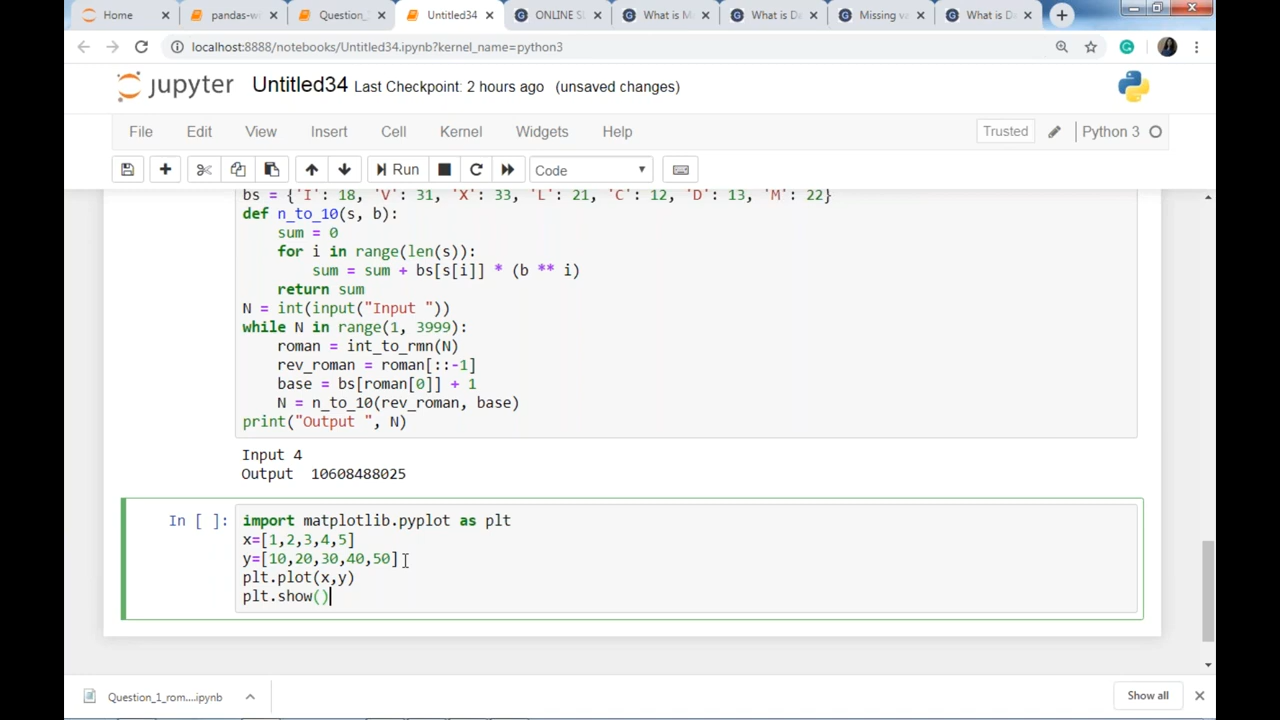 Home
pandas-w
Question_
Untitled34
ONLINE S
What is M
What is De
Missing va
What is De
localhost:8888/notebooks/Untitled34.ipynb?kernel_name=python3
jupyter Untitled34 Last Checkpoint: 2 hours ago (unsaved changes)
File Edit View Insert Cell Kernel Widgets Help Trusted Python 3
Run Code
bs = {'I': 18, 'V': 31, 'X': 33, 'L': 21, 'C': 12, 'D': 13, 'M': 22}
def n_to_10(s, b):
    sum = 0
    for i in range(len(s)):
        sum = sum + bs[s[i]] * (b ** i)
    return sum
N = int(input("Input "))
while N in range(1, 3999):
    roman = int_to_rmn(N)
    rev_roman = roman[::-1]
    base = bs[roman[0]] + 1
    N = n_to_10(rev_roman, base)
print("Output ", N)
Input 4
Output  10608488025
In [ ]: import matplotlib.pyplot as plt
x=[1,2,3,4,5]
y=[10,20,30,40,50]
plt.plot(x,y)
plt.show()
Question_1_rom....ipynb
Show all